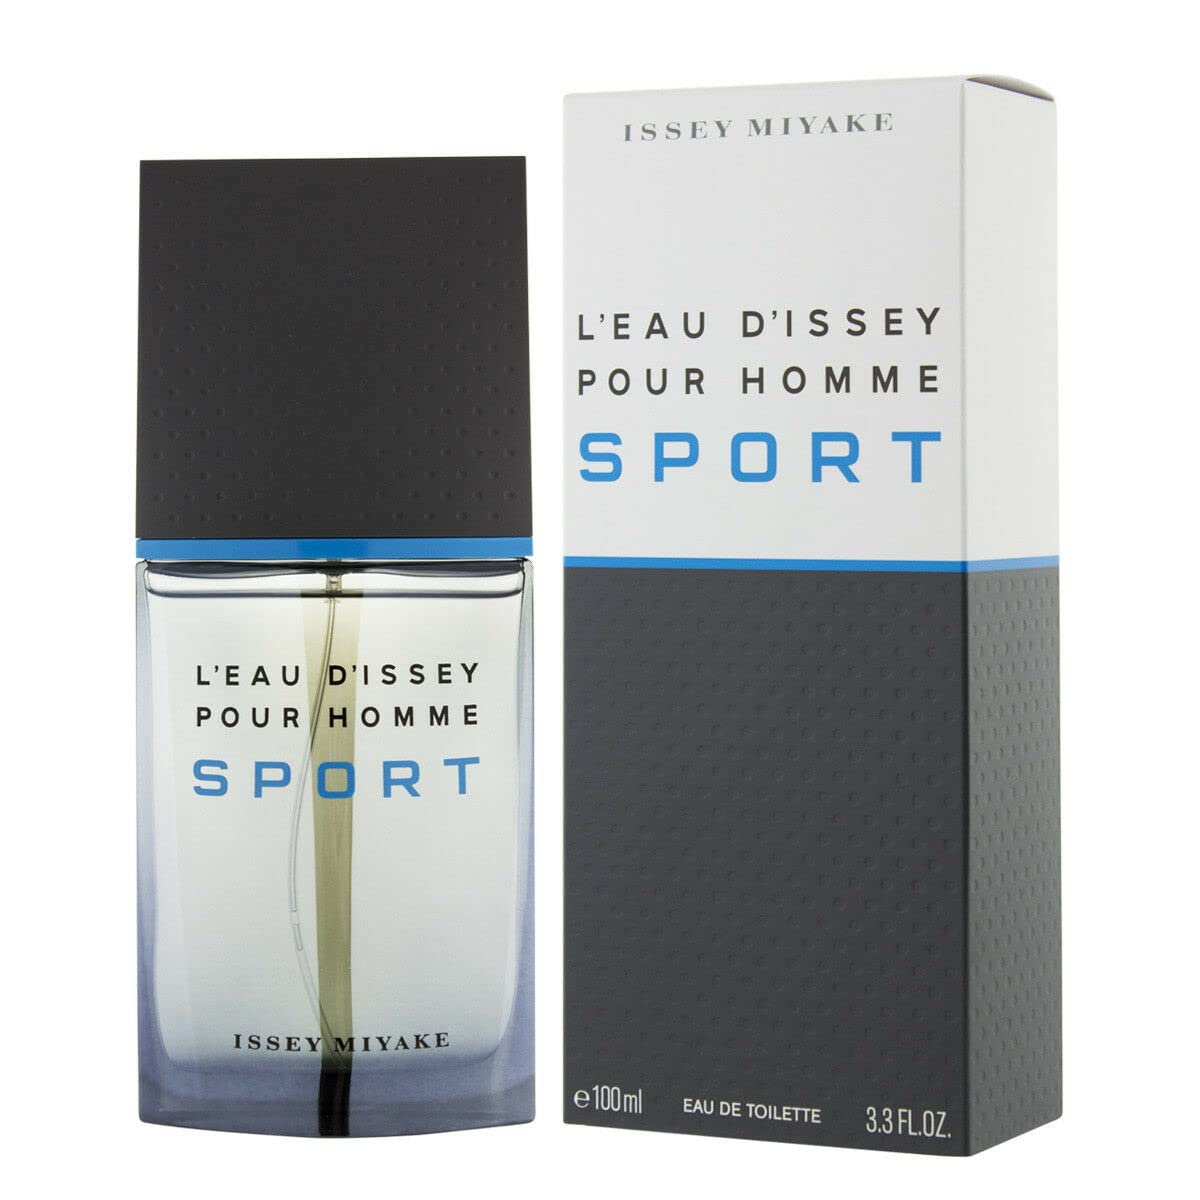 L'EAU D'ISSEY
POUR HOMME
SPORT
ISSEY MIYAKE
ISSEY MIYAKE
L'EAU D'ISSEY
POUR HOMME
SPORT
e100ml
EAU DE TOILETTE
3.3 FL.OZ.